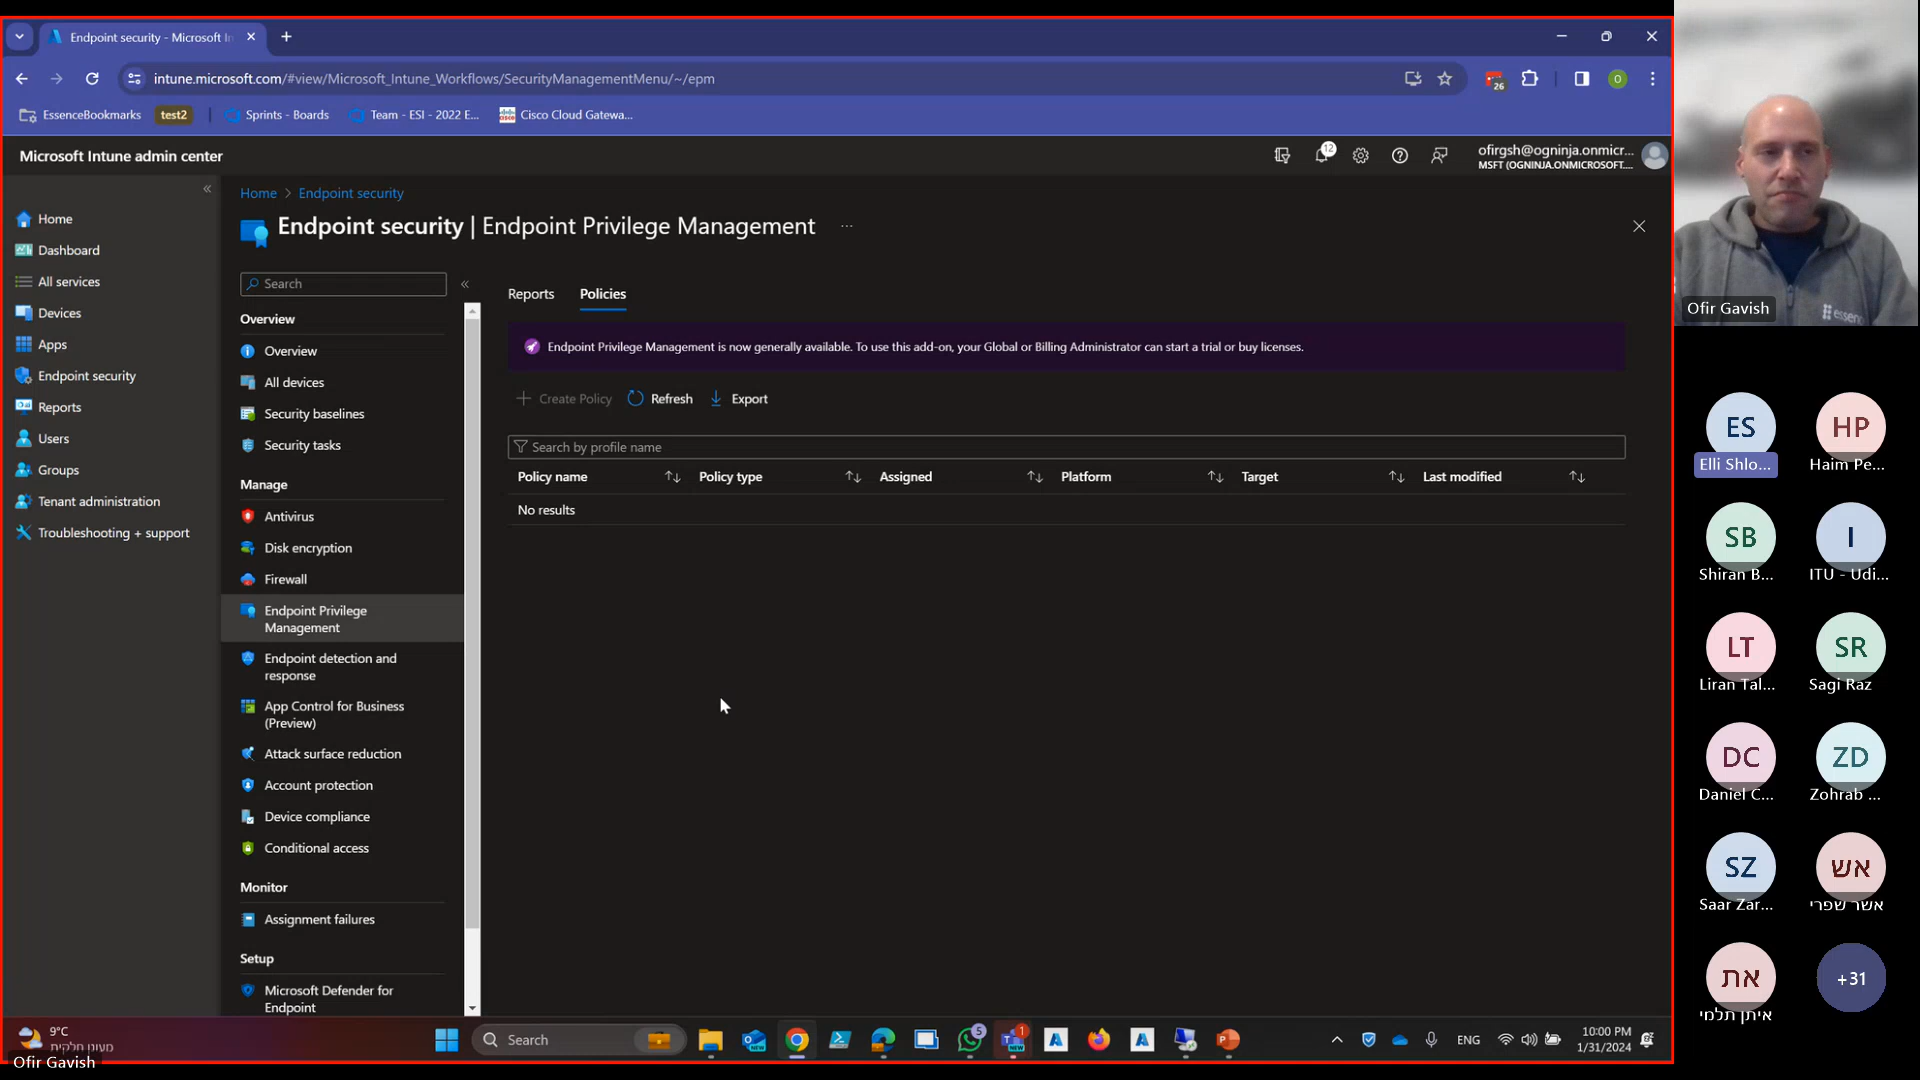 Endpoint security - Microsoft In
intune.microsoft.com/#view/Microsoft_Intune_Workflows/SecurityManagementMenu/~/epm
26
O
EssenceBookmarks
test2
Sprints - Boards
Team - ESI - 2022 E...
Cisco Cloud Gatewa...
Microsoft Intune admin center
12
ofirgsh@ogninja.onmicr...
MSFT (OGNINJA.ONMICROSOFT....
Home
Dashboard
All services
Devices
Apps
Endpoint security
Reports
Users
Groups
Tenant administration
Troubleshooting + support
Home > Endpoint security
Endpoint security | Endpoint Privilege Management ...
Search
Overview
Overview
All devices
Security baselines
Security tasks
Manage
Antivirus
Disk encryption
Firewall
Endpoint Privilege
Management
Endpoint detection and
response
App Control for Business
(Preview)
Attack surface reduction
Account protection
Device compliance
Conditional access
Monitor
Assignment failures
Setup
Microsoft Defender for
Endpoint
Reports
Policies
Endpoint Privilege Management is now generally available. To use this add-on, your Global or Billing Administrator can start a trial or buy licenses.
Create Policy
Refresh
Export
Search by profile name
Policy name
Policy type
Assigned
Platform
Target
Last modified
No results
9°C
מעונן חלקית
Search
5
1
NEW
NEW
ENG
10:00 PM
1/31/2024
Ofir Gavish
Ofir Gavish
ES
Elli Shlo...
HP
Haim Pe...
SB
Shiran B...
I
ITU - Udi...
LT
Liran Tal...
SR
Sagi Raz
DC
Daniel C...
ZD
Zohrab ...
SZ
Saar Zar...
אש
אשר שפרי
את
איתן תלמי
+31